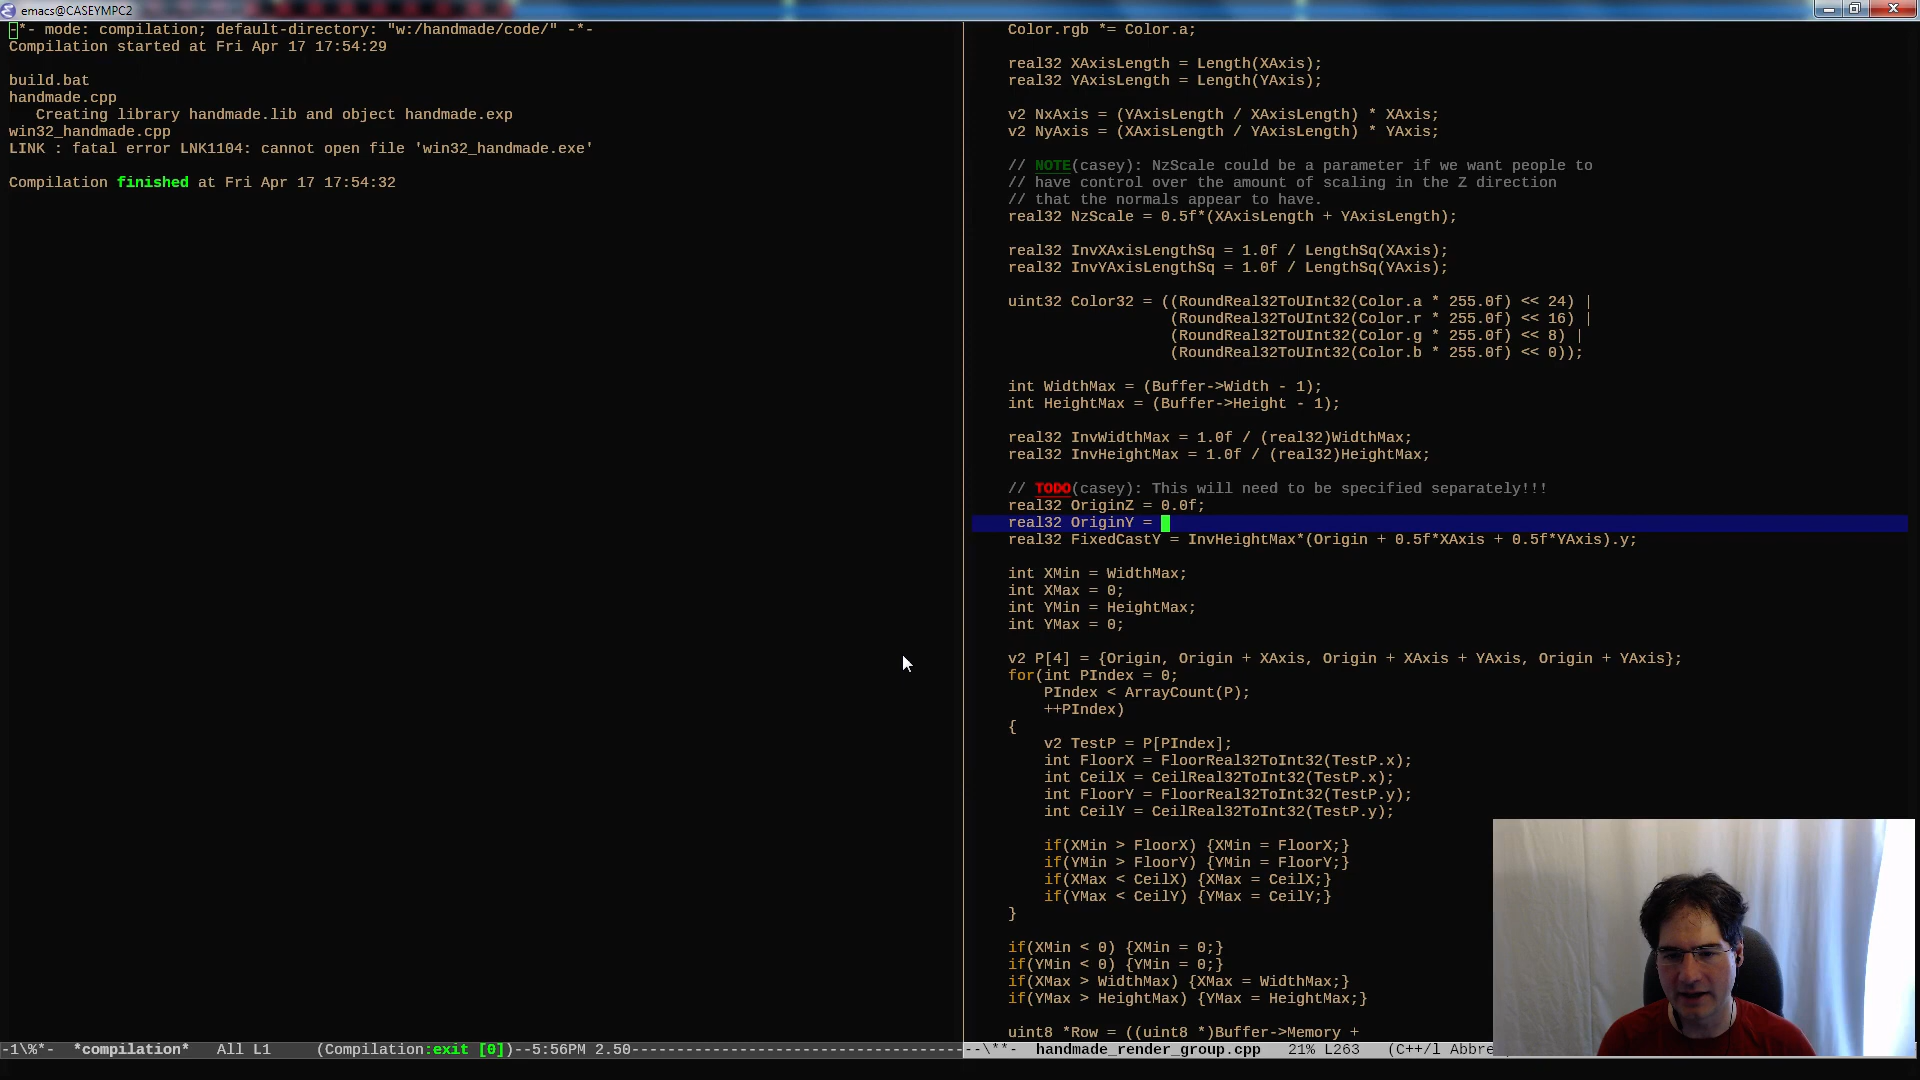 emacs@CASEYMPC2
-*- mode: compilation; default-directory: "w:/handmade/code/" -*-
Compilation started at Fri Apr 17 17:54:29
build.bat
handmade.cpp
   Creating library handmade.lib and object handmade.exp
win32_handmade.cpp
LINK : fatal error LNK1104: cannot open file 'win32_handmade.exe'
Compilation finished at Fri Apr 17 17:54:32
-1\%*-  *compilation*   All L1     (Compilation:exit [0])--5:56PM 2.50
Color.rgb *= Color.a;
real32 XAxisLength = Length(XAxis);
real32 YAxisLength = Length(YAxis);
v2 NxAxis = (YAxisLength / XAxisLength) * XAxis;
v2 NyAxis = (XAxisLength / YAxisLength) * YAxis;
// NOTE(casey): NzScale could be a parameter if we want people to
// have control over the amount of scaling in the Z direction
// that the normals appear to have.
real32 NzScale = 0.5f*(XAxisLength + YAxisLength);
real32 InvXAxisLengthSq = 1.0f / LengthSq(XAxis);
real32 InvYAxisLengthSq = 1.0f / LengthSq(YAxis);
uint32 Color32 = ((RoundReal32ToUInt32(Color.a * 255.0f) << 24) |
                  (RoundReal32ToUInt32(Color.r * 255.0f) << 16) |
                  (RoundReal32ToUInt32(Color.g * 255.0f) << 8) |
                  (RoundReal32ToUInt32(Color.b * 255.0f) << 0));
int WidthMax = (Buffer->Width - 1);
int HeightMax = (Buffer->Height - 1);
real32 InvWidthMax = 1.0f / (real32)WidthMax;
real32 InvHeightMax = 1.0f / (real32)HeightMax;
// TODO(casey): This will need to be specified separately!!!
real32 OriginZ = 0.0f;
real32 OriginY =
real32 FixedCastY = InvHeightMax*(Origin + 0.5f*XAxis + 0.5f*YAxis).y;
int XMin = WidthMax;
int XMax = 0;
int YMin = HeightMax;
int YMax = 0;
v2 P[4] = {Origin, Origin + XAxis, Origin + XAxis + YAxis, Origin + YAxis};
for(int PIndex = 0;
    PIndex < ArrayCount(P);
    ++PIndex)
{
    v2 TestP = P[PIndex];
    int FloorX = FloorReal32ToInt32(TestP.x);
    int CeilX = CeilReal32ToInt32(TestP.x);
    int FloorY = FloorReal32ToInt32(TestP.y);
    int CeilY = CeilReal32ToInt32(TestP.y);
    if(XMin > FloorX) {XMin = FloorX;}
    if(YMin > FloorY) {YMin = FloorY;}
    if(XMax < CeilX) {XMax = CeilX;}
    if(YMax < CeilY) {YMax = CeilY;}
}
if(XMin < 0) {XMin = 0;}
if(YMin < 0) {YMin = 0;}
if(XMax > WidthMax) {XMax = WidthMax;}
if(YMax > HeightMax) {YMax = HeightMax;}
uint8 *Row = ((uint8 *)Buffer->Memory +
--\**-  handmade_render_group.cpp   21% L263   (C++/l Abbre